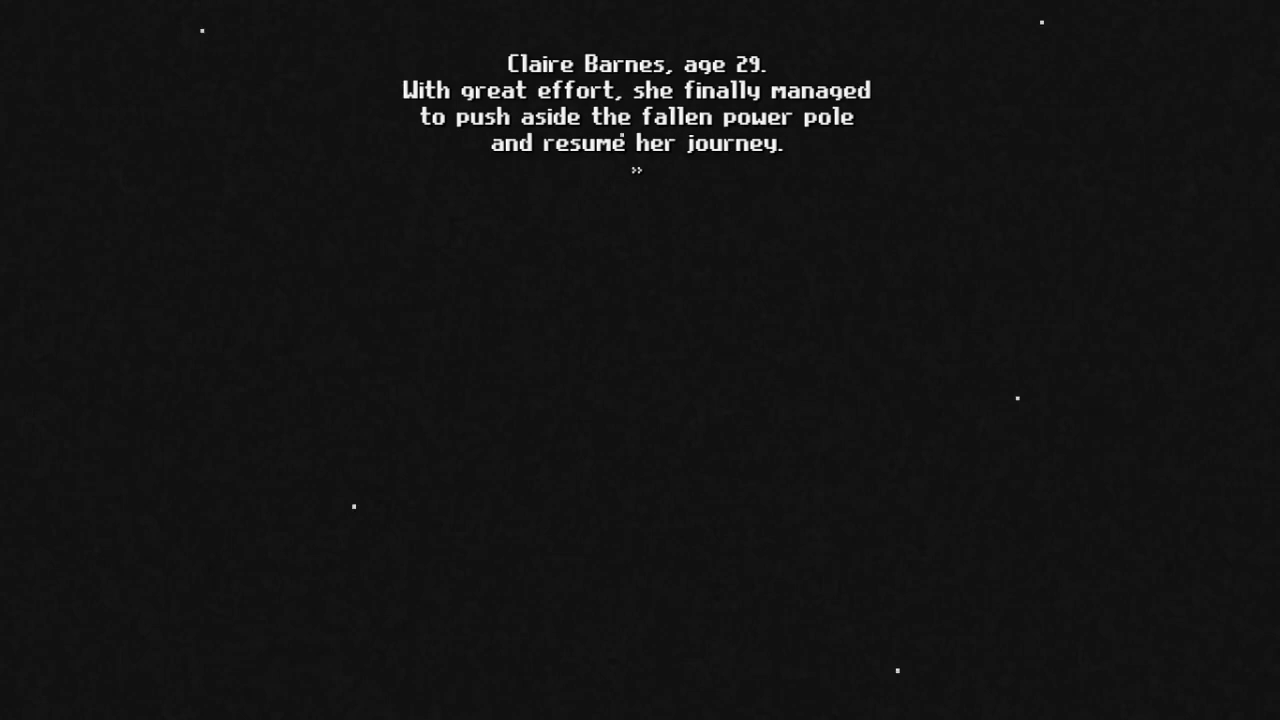 Claire Barnes, age 29.
With great effort, she finally managed
to push aside the fallen power pole
and resume her journey.
»